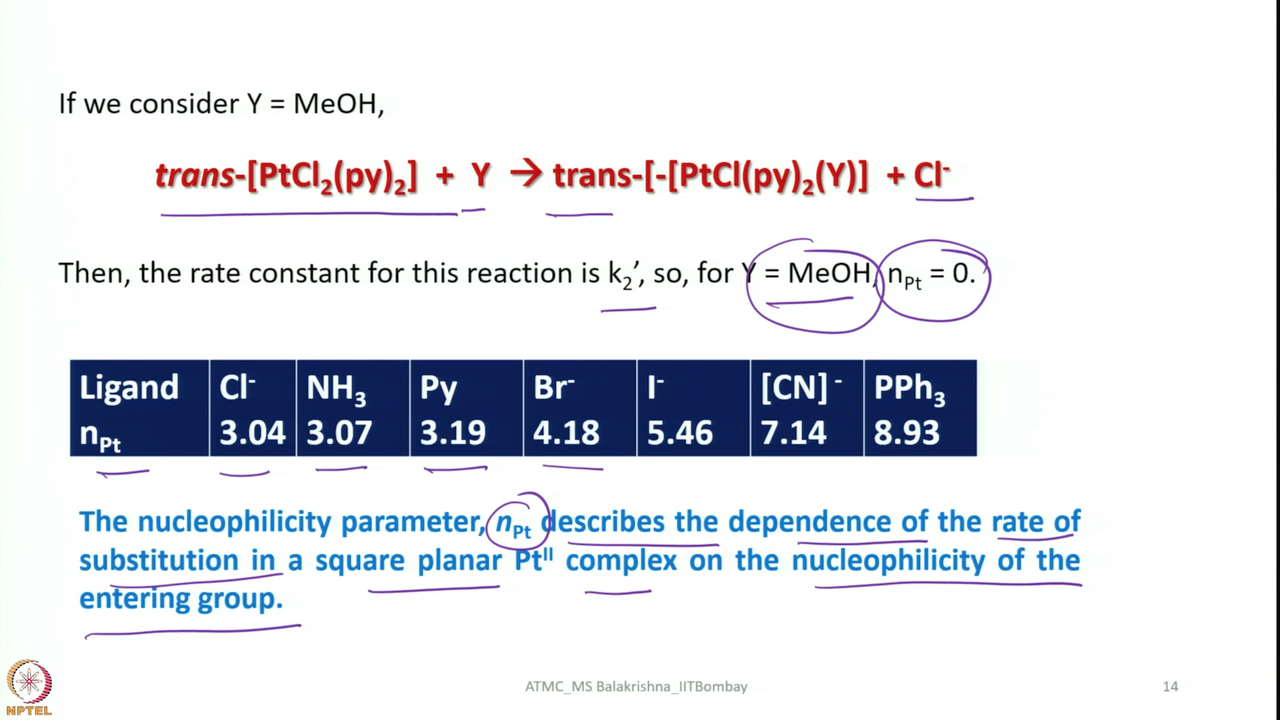 If we consider Y = MeOH,
trans-[PtCl₂(py)₂] + Y → trans-[-[PtCl(py)₂(Y)] + Cl⁻
Then, the rate constant for this reaction is k₂’, so, for Y = MeOH, nPt = 0.
Ligand Cl⁻ NH₃ Py Br⁻ I⁻ [CN] ⁻ PPh₃
nPt 3.04 3.07 3.19 4.18 5.46 7.14 8.93
The nucleophilicity parameter, nPt describes the dependence of the rate of
substitution in a square planar Ptᴵᴵ complex on the nucleophilicity of the
entering group.
NPTEL
ATMC_MS Balakrishna_IITBombay
14